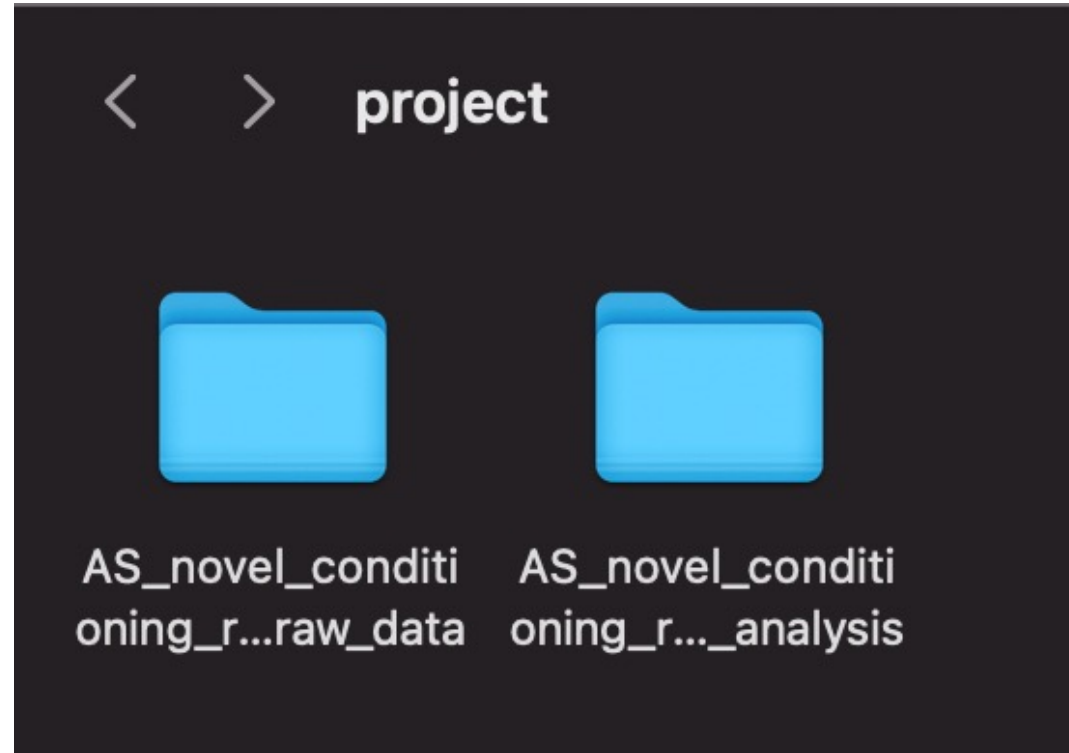 project
AS_novel_conditi
oning_r...raw_data
AS_novel_conditi
oning_r..._analysis